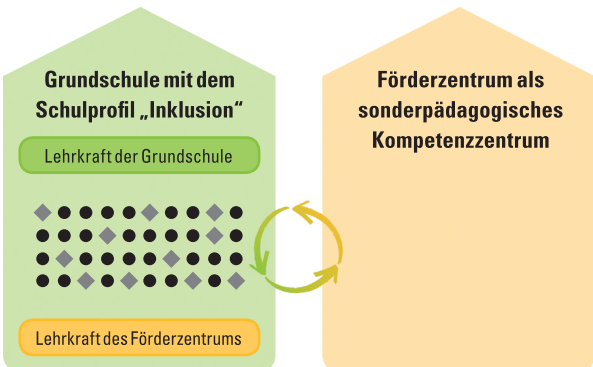 Grundschule mit dem
Schulprofil „Inklusion“
Lehrkraft der Grundschule
Lehrkraft des Förderzentrums
Förderzentrum als
sonderpädagogisches
Kompetenzzentrum